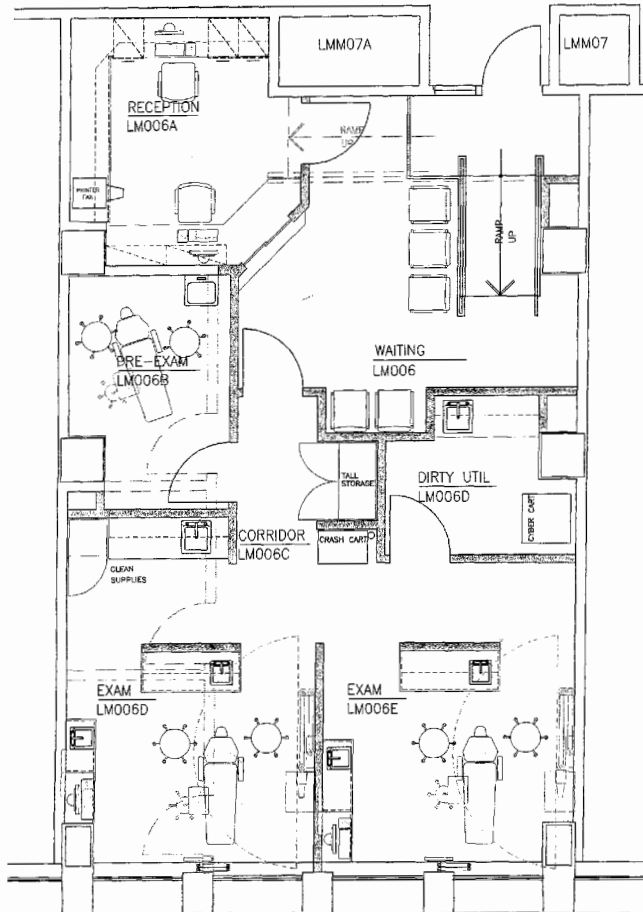 LMM07A
LMM07
RECEPTION
LM006A
RAMP
UP
PRINTER
FAX
RAMP
UP
WAITING
LM006
PRE-EXAM
LM006B
TALL
STORAGE
DIRTY UTIL
LM006D
CYBER CART
CORRIDOR
LM006C
CRASH CART
CLEAN
SUPPLIES
EXAM
LM006D
EXAM
LM006E